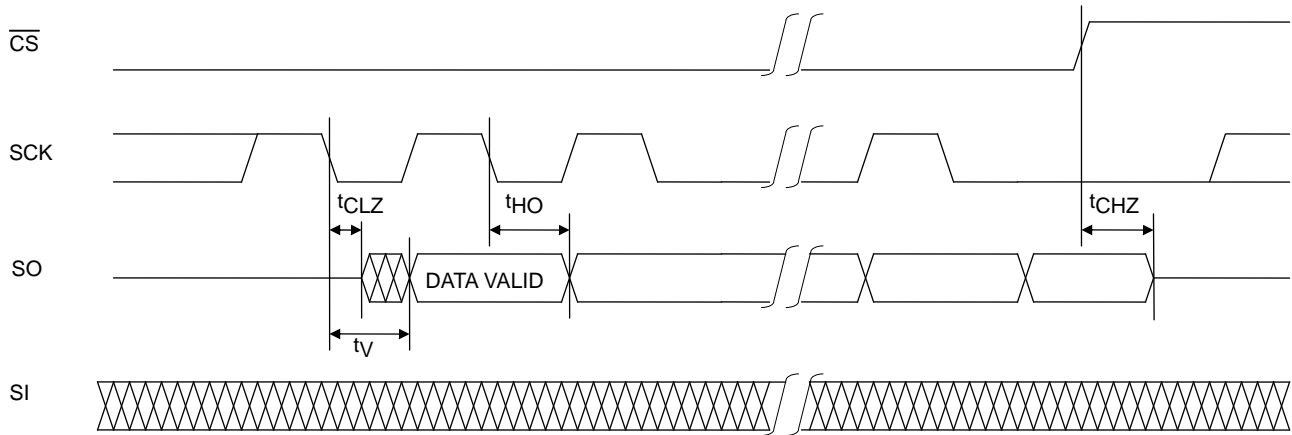 CS
SCK
tCLZ
tHO
tCHZ
SO
DATA VALID
tV
SI